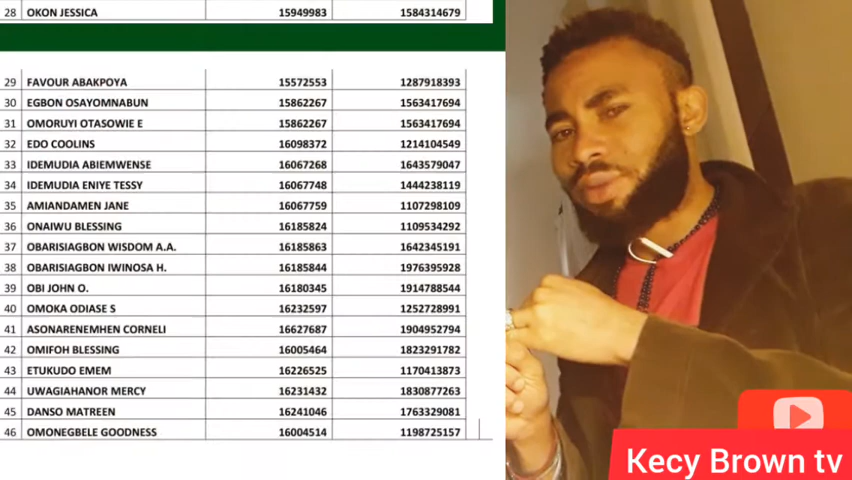 28 OKON JESSICA 15949983 1584314679
29 FAVOUR ABAKPOYA 15572553 1287918393
30 EGBON OSAYOMNABUN 15862267 1563417694
31 OMORUYI OTASOWIE E 15862267 1563417694
32 EDO COOLINS 16098372 1214104549
33 IDEMUDIA ABIEMWENSE 16067268 1643579047
34 IDEMUDIA ENIYE TESSY 16067748 1444238119
35 AMIANDAMEN JANE 16067759 1107298109
36 ONAIWU BLESSING 16185824 1109534292
37 OBARISIAGBON WISDOM A.A. 16185863 1642345191
38 OBARISIAGBON IWINOSA H. 16185844 1976395928
39 OBI JOHN O. 16180345 1914788544
40 OMOKA ODIASE S 16232597 1252728991
41 ASONARENEMHEN CORNELI 16627687 1904952794
42 OMIFOH BLESSING 16005464 1823291782
43 ETUKUDO EMEM 16226525 1170413873
44 UWAGIAHANOR MERCY 16231432 1830877263
45 DANSO MATREEN 16241046 1763329081
46 OMONEGBELE GOODNESS 16004514 1198725157
Kecy Brown tv